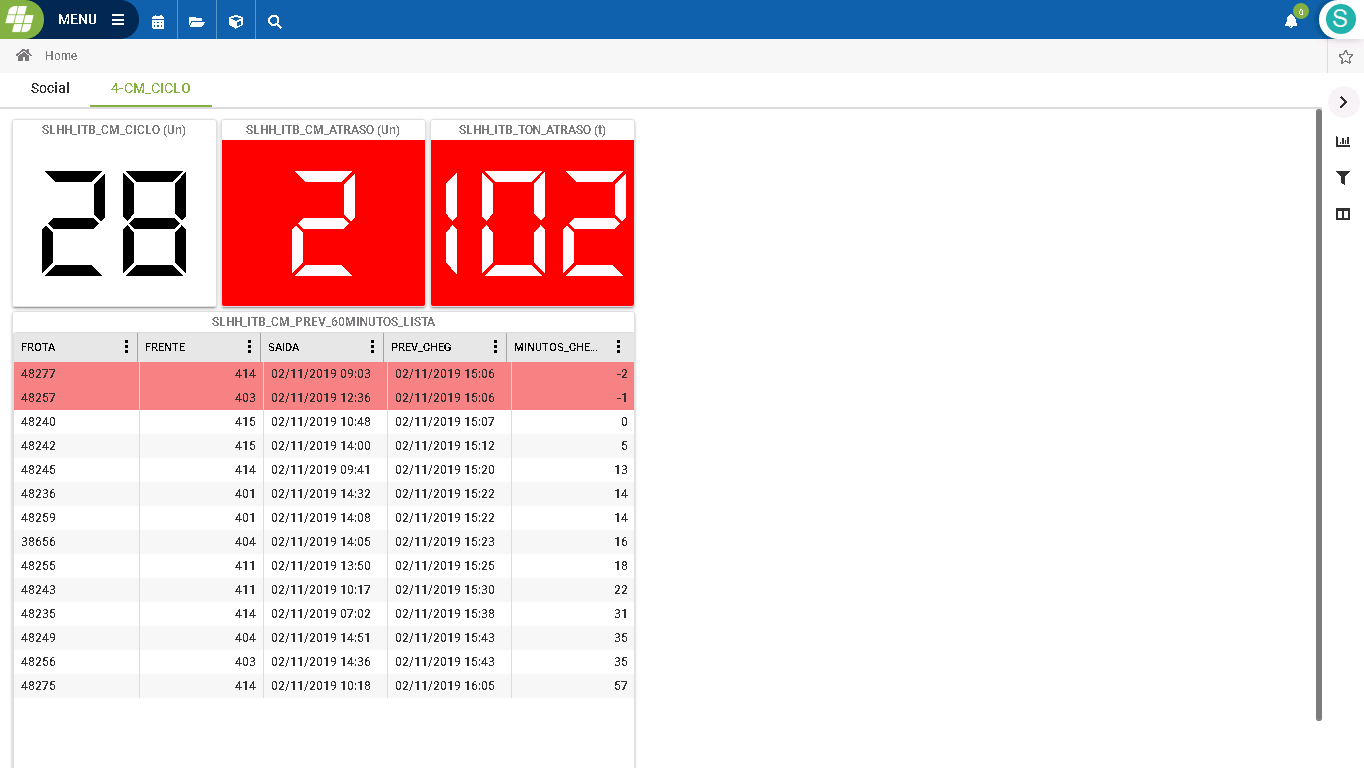 MENU
0
S
Home
Social 4-CM_CICLO
SLHH_ITB_CM_CICLO (Un) SLHH_ITB_CM_ATRASO (Un) SLHH_ITB_TON_ATRASO (t)
28 2 102
SLHH_ITB_CM_PREV_60MINUTOS_LISTA
FROTA FRENTE SAIDA PREV_CHEG MINUTOS_CHE...
48277 414 02/11/2019 09:03 02/11/2019 15:06 -2
48257 403 02/11/2019 12:36 02/11/2019 15:06 -1
48240 415 02/11/2019 10:48 02/11/2019 15:07 0
48242 415 02/11/2019 14:00 02/11/2019 15:12 5
48245 414 02/11/2019 09:41 02/11/2019 15:20 13
48236 401 02/11/2019 14:32 02/11/2019 15:22 14
48259 401 02/11/2019 14:08 02/11/2019 15:22 14
38656 404 02/11/2019 14:05 02/11/2019 15:23 16
48255 411 02/11/2019 13:50 02/11/2019 15:25 18
48243 411 02/11/2019 10:17 02/11/2019 15:30 22
48235 414 02/11/2019 07:02 02/11/2019 15:38 31
48249 404 02/11/2019 14:51 02/11/2019 15:43 35
48256 403 02/11/2019 14:36 02/11/2019 15:43 35
48275 414 02/11/2019 10:18 02/11/2019 16:05 57